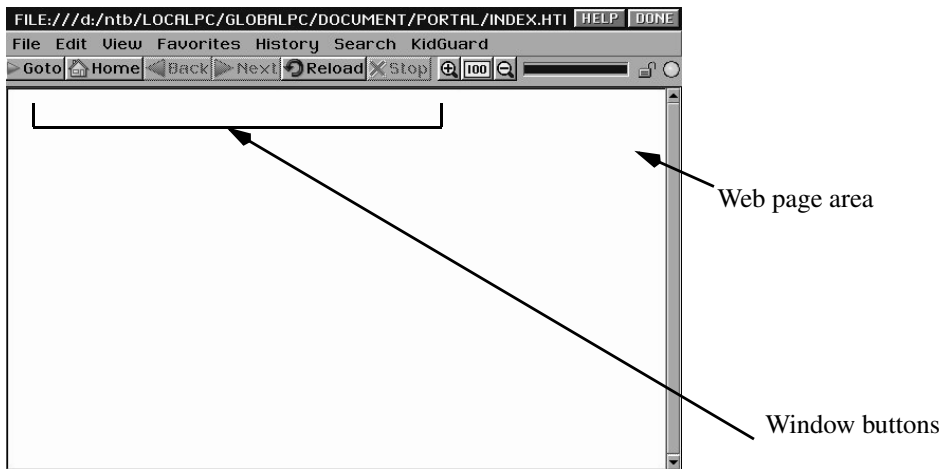 FILE:///d:/ntb/LOCALPC/GLOBALPC/DOCUMENT/PORTAL/INDEX.HTI HELP DONE
File Edit View Favorites History Search KidGuard
Goto Home Back Next Reload Stop 100
Web page area
Window buttons